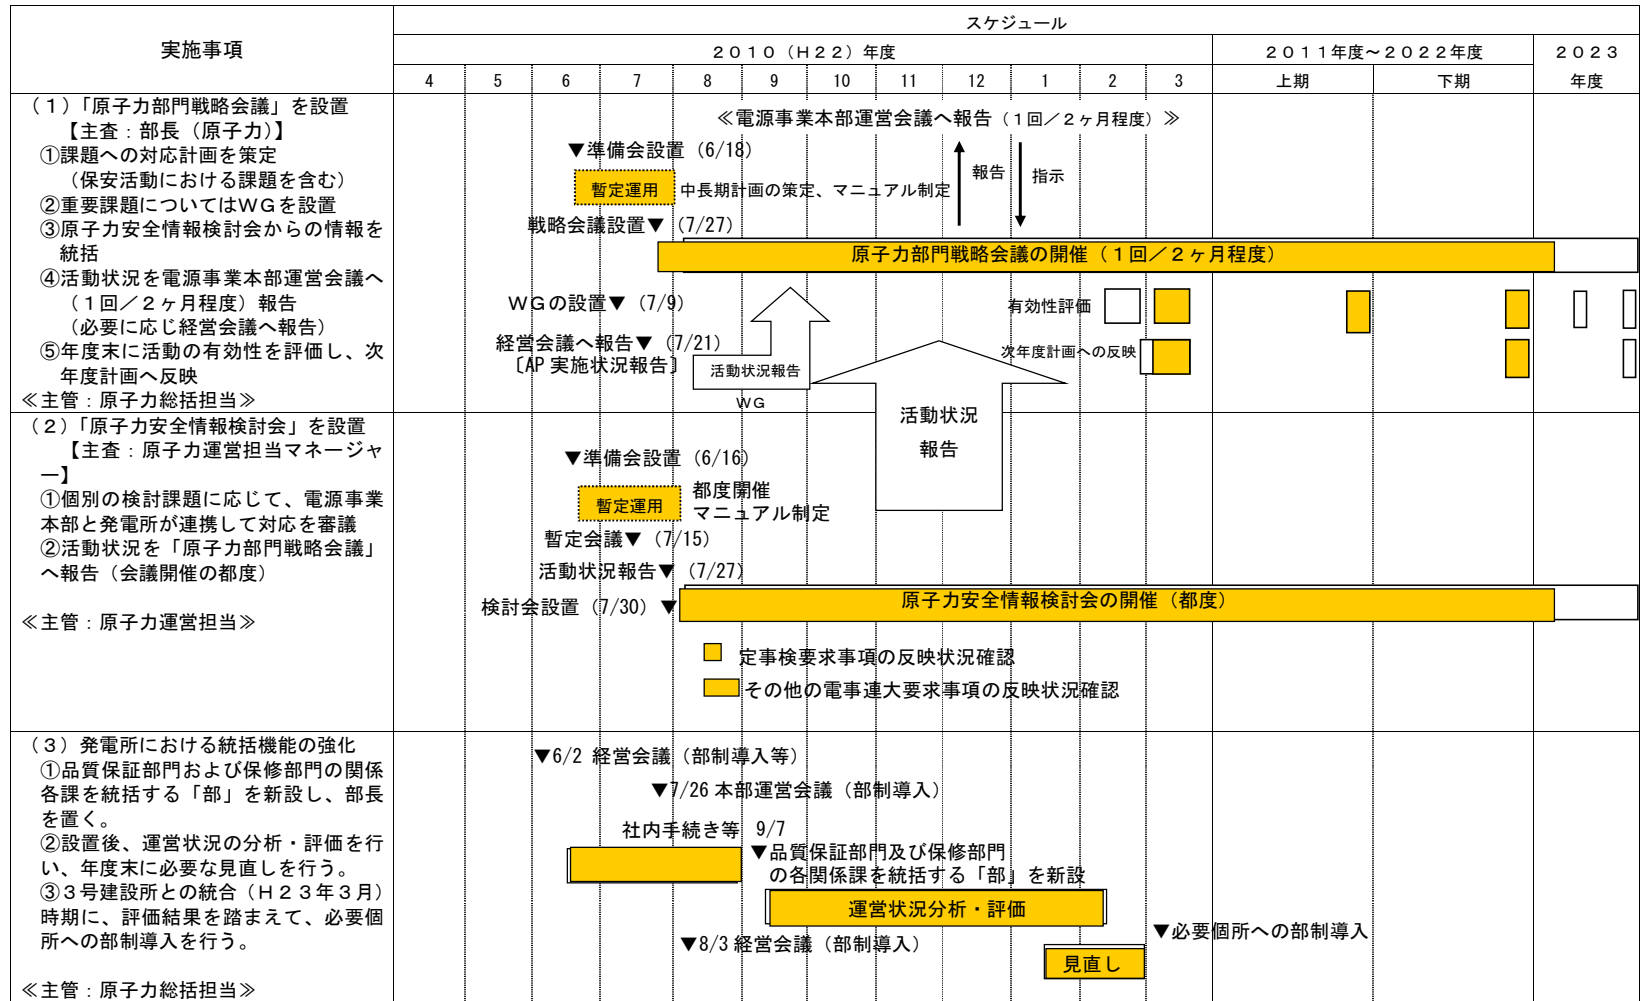 実施事項
スケジュール
２０１０（H２２）年度
２０１１年度～２０２２年度
２０２３
年度
4 5 6 7 8 9 10 11 12 1 2 3
上期 下期
（１）「原子力部門戦略会議」を設置
【主査：部長（原子力）】
①課題への対応計画を策定
（保安活動における課題を含む）
②重要課題についてはＷＧを設置
③原子力安全情報検討会からの情報を
統括
④活動状況を電源事業本部運営会議へ
（１回／２ヶ月程度）報告
（必要に応じ経営会議へ報告）
⑤年度末に活動の有効性を評価し、次
年度計画へ反映
≪主管：原子力総括担当≫
≪電源事業本部運営会議へ報告（１回／２ヶ月程度）≫
▼準備会設置（6/18）
報告
指示
暫定運用
中長期計画の策定、マニュアル制定
戦略会議設置▼（7/27）
原子力部門戦略会議の開催（１回／２ヶ月程度）
ＷＧの設置▼（7/9）
有効性評価
経営会議へ報告▼（7/21）
〔AP 実施状況報告〕
次年度計画への反映
活動状況報告
ＷＧ
活動状況
報告
（２）「原子力安全情報検討会」を設置
【主査：原子力運営担当マネージャ
ー】
①個別の検討課題に応じて、電源事業
本部と発電所が連携して対応を審議
②活動状況を「原子力部門戦略会議」
へ報告（会議開催の都度）
≪主管：原子力運営担当≫
▼準備会設置（6/16）
暫定運用
都度開催
マニュアル制定
暫定会議▼（7/15）
活動状況報告▼（7/27）
検討会設置（7/30）▼
原子力安全情報検討会の開催（都度）
定事検要求事項の反映状況確認
その他の電事連大要求事項の反映状況確認
（３）発電所における統括機能の強化
①品質保証部門および保修部門の関係
各課を統括する「部」を新設し、部長
を置く。
②設置後、運営状況の分析・評価を行
い、年度末に必要な見直しを行う。
③３号建設所との統合（H２３年３月）
時期に、評価結果を踏まえて、必要個
所への部制導入を行う。
≪主管：原子力総括担当≫
▼6/2 経営会議（部制導入等）
▼7/26 本部運営会議（部制導入）
社内手続き等 9/7
▼品質保証部門及び保修部門
の各関係課を統括する「部」を新設
運営状況分析・評価
▼8/3 経営会議（部制導入）
▼必要個所への部制導入
見直し